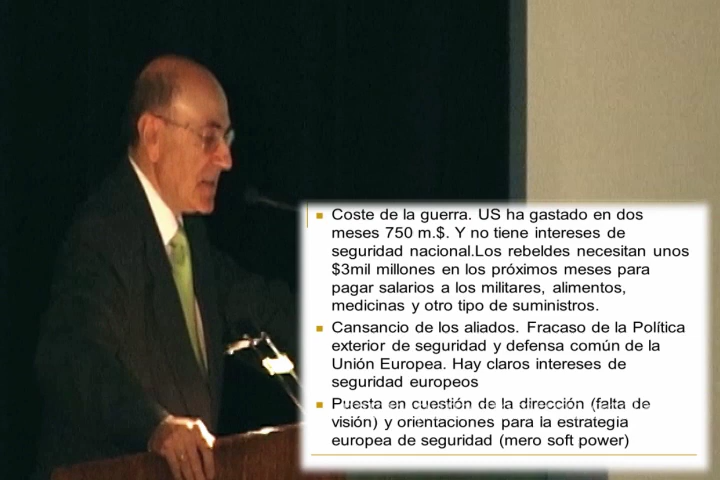 Coste de la guerra. US ha gastado en dos
meses 750 m.$. Y no tiene intereses de
seguridad nacional.Los rebeldes necesitan unos
$3mil millones en los próximos meses para
pagar salarios a los militares, alimentos,
medicinas y otro tipo de suministros.
Cansancio de los aliados. Fracaso de la Política
exterior de seguridad y defensa común de la
Unión Europea. Hay claros intereses de
seguridad europeos
Puesta en cuestión de la dirección (falta de
visión) y orientaciones para la estrategia
europea de seguridad (mero soft power)